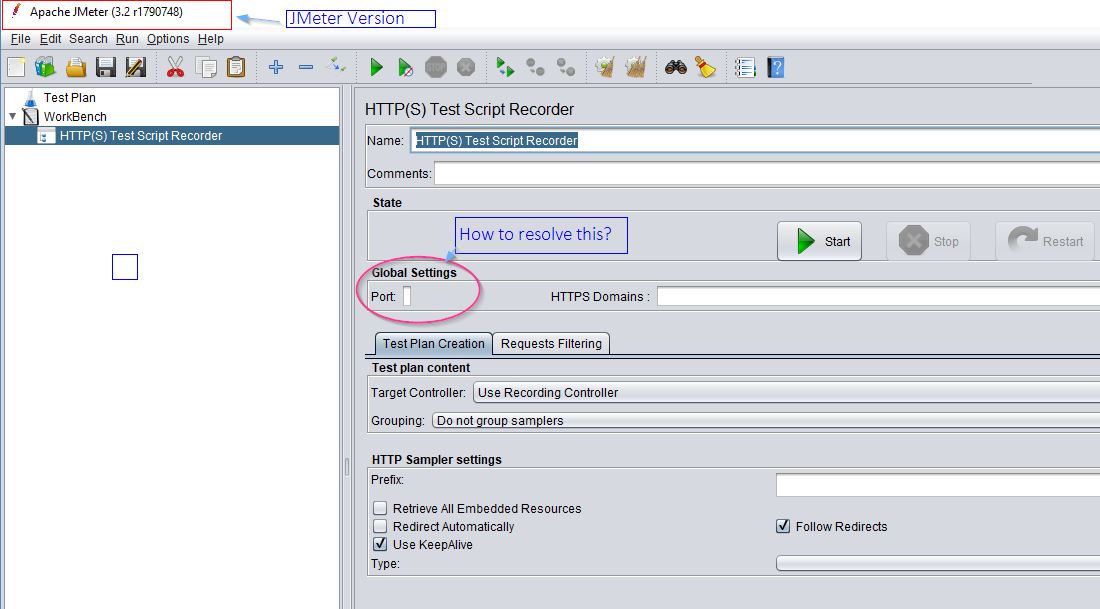 Apache JMeter (3.2 r1790748)
JMeter Version
File Edit Search Run Options Help
Test Plan
WorkBench
HTTP(S) Test Script Recorder
HTTP(S) Test Script Recorder
Name: HTTP(S) Test Script Recorder
Comments:
State
How to resolve this?
Start Stop Restart
Global Settings
Port: HTTPS Domains :
Test Plan Creation Requests Filtering
Test plan content
Target Controller: Use Recording Controller
Grouping: Do not group samplers
HTTP Sampler settings
Prefix:
Retrieve All Embedded Resources
Redirect Automatically Follow Redirects
Use KeepAlive
Type: